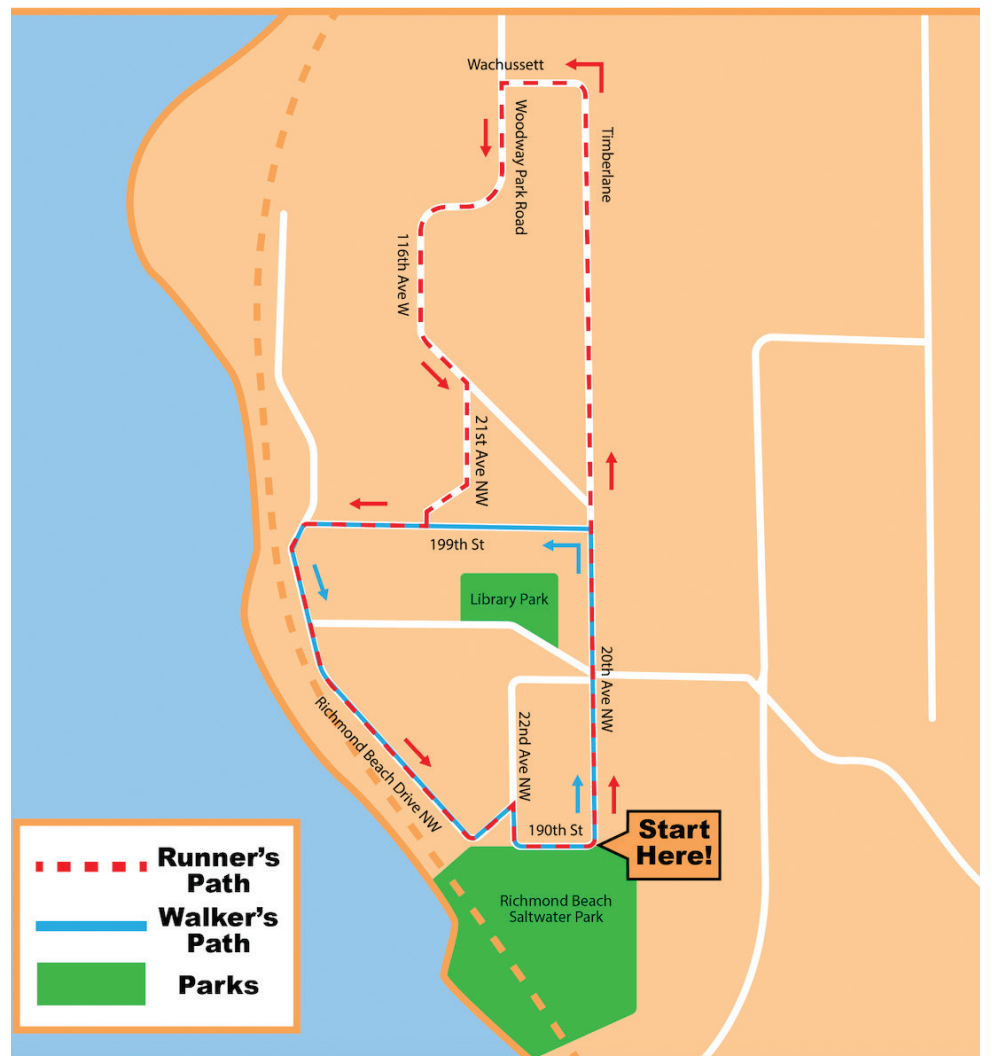 Wachussett
Timberlane
Woodway Park Road
116th Ave W
21st Ave NW
199th St
Library Park
20th Ave NW
22nd Ave NW
Richmond Beach Drive NW
190th St
Start
Here!
Richmond Beach
Saltwater Park
Runner's
Path
Walker's
Path
Parks